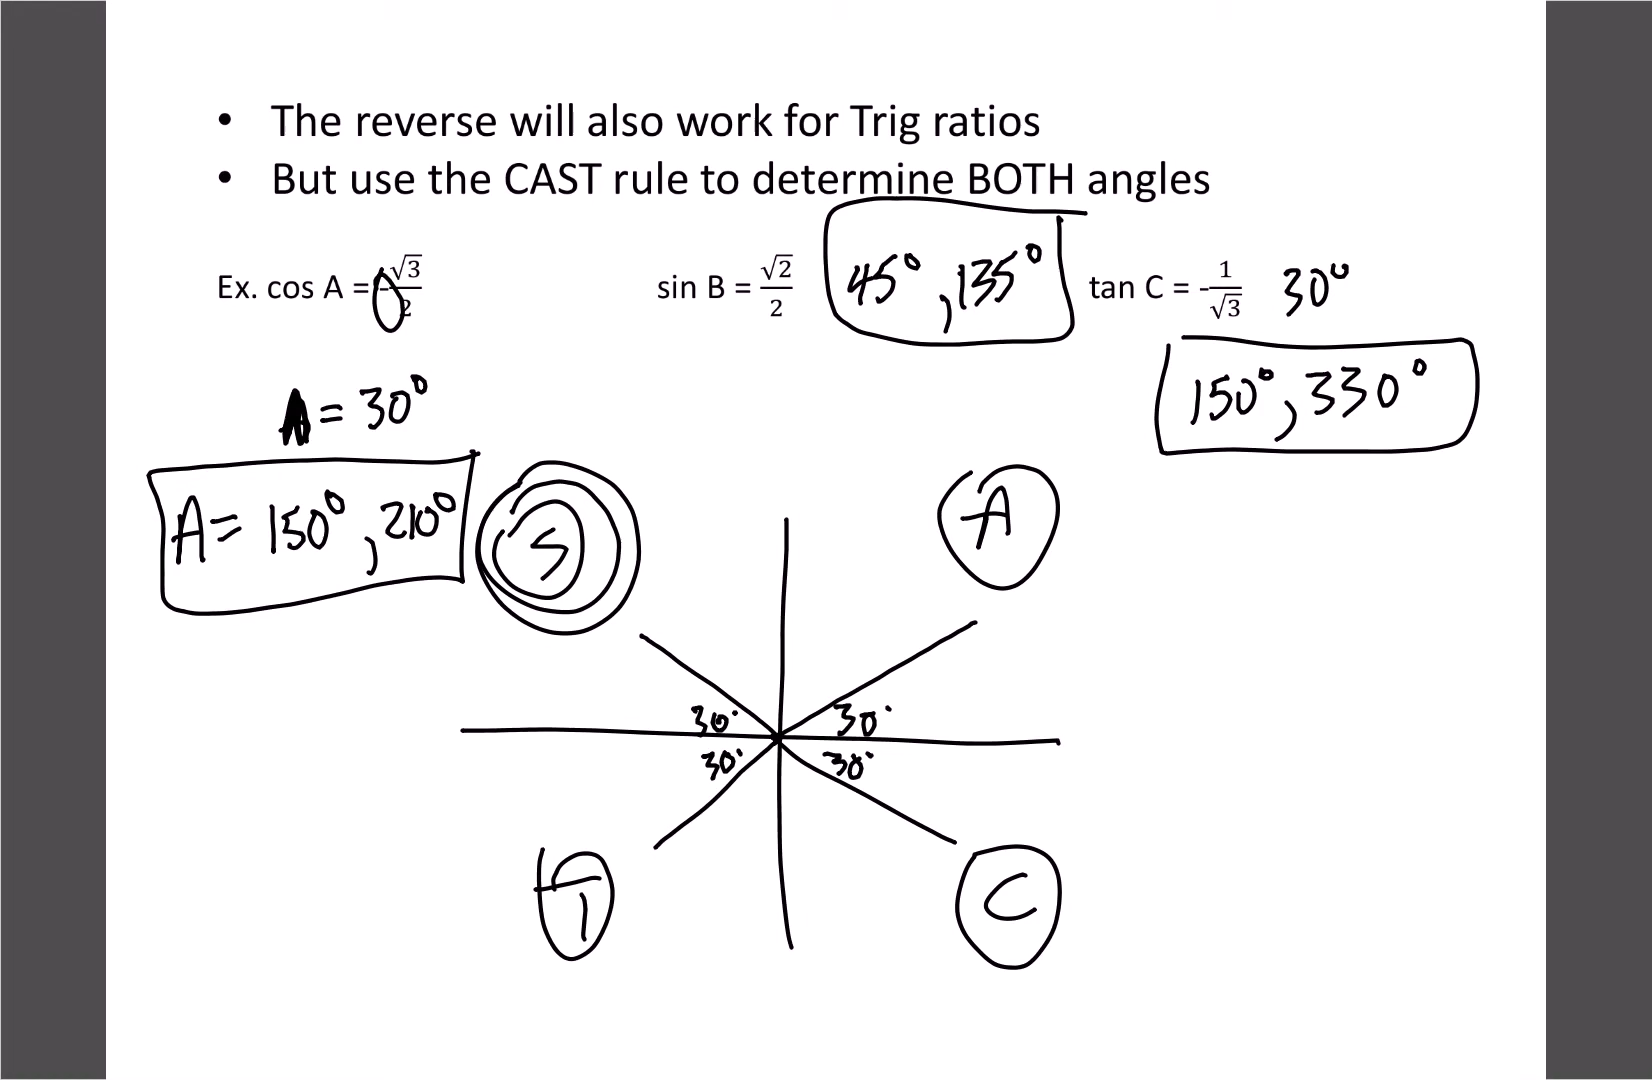 • The reverse will also work for Trig ratios
• But use the CAST rule to determine BOTH angles
Ex. cos A = -√3/2 sin B = √2/2 45°, 135° tan C = -1/√3 30°
150°, 330°
A = 30°
A = 150°, 210°
S A
30° 30°
30° 30°
T C